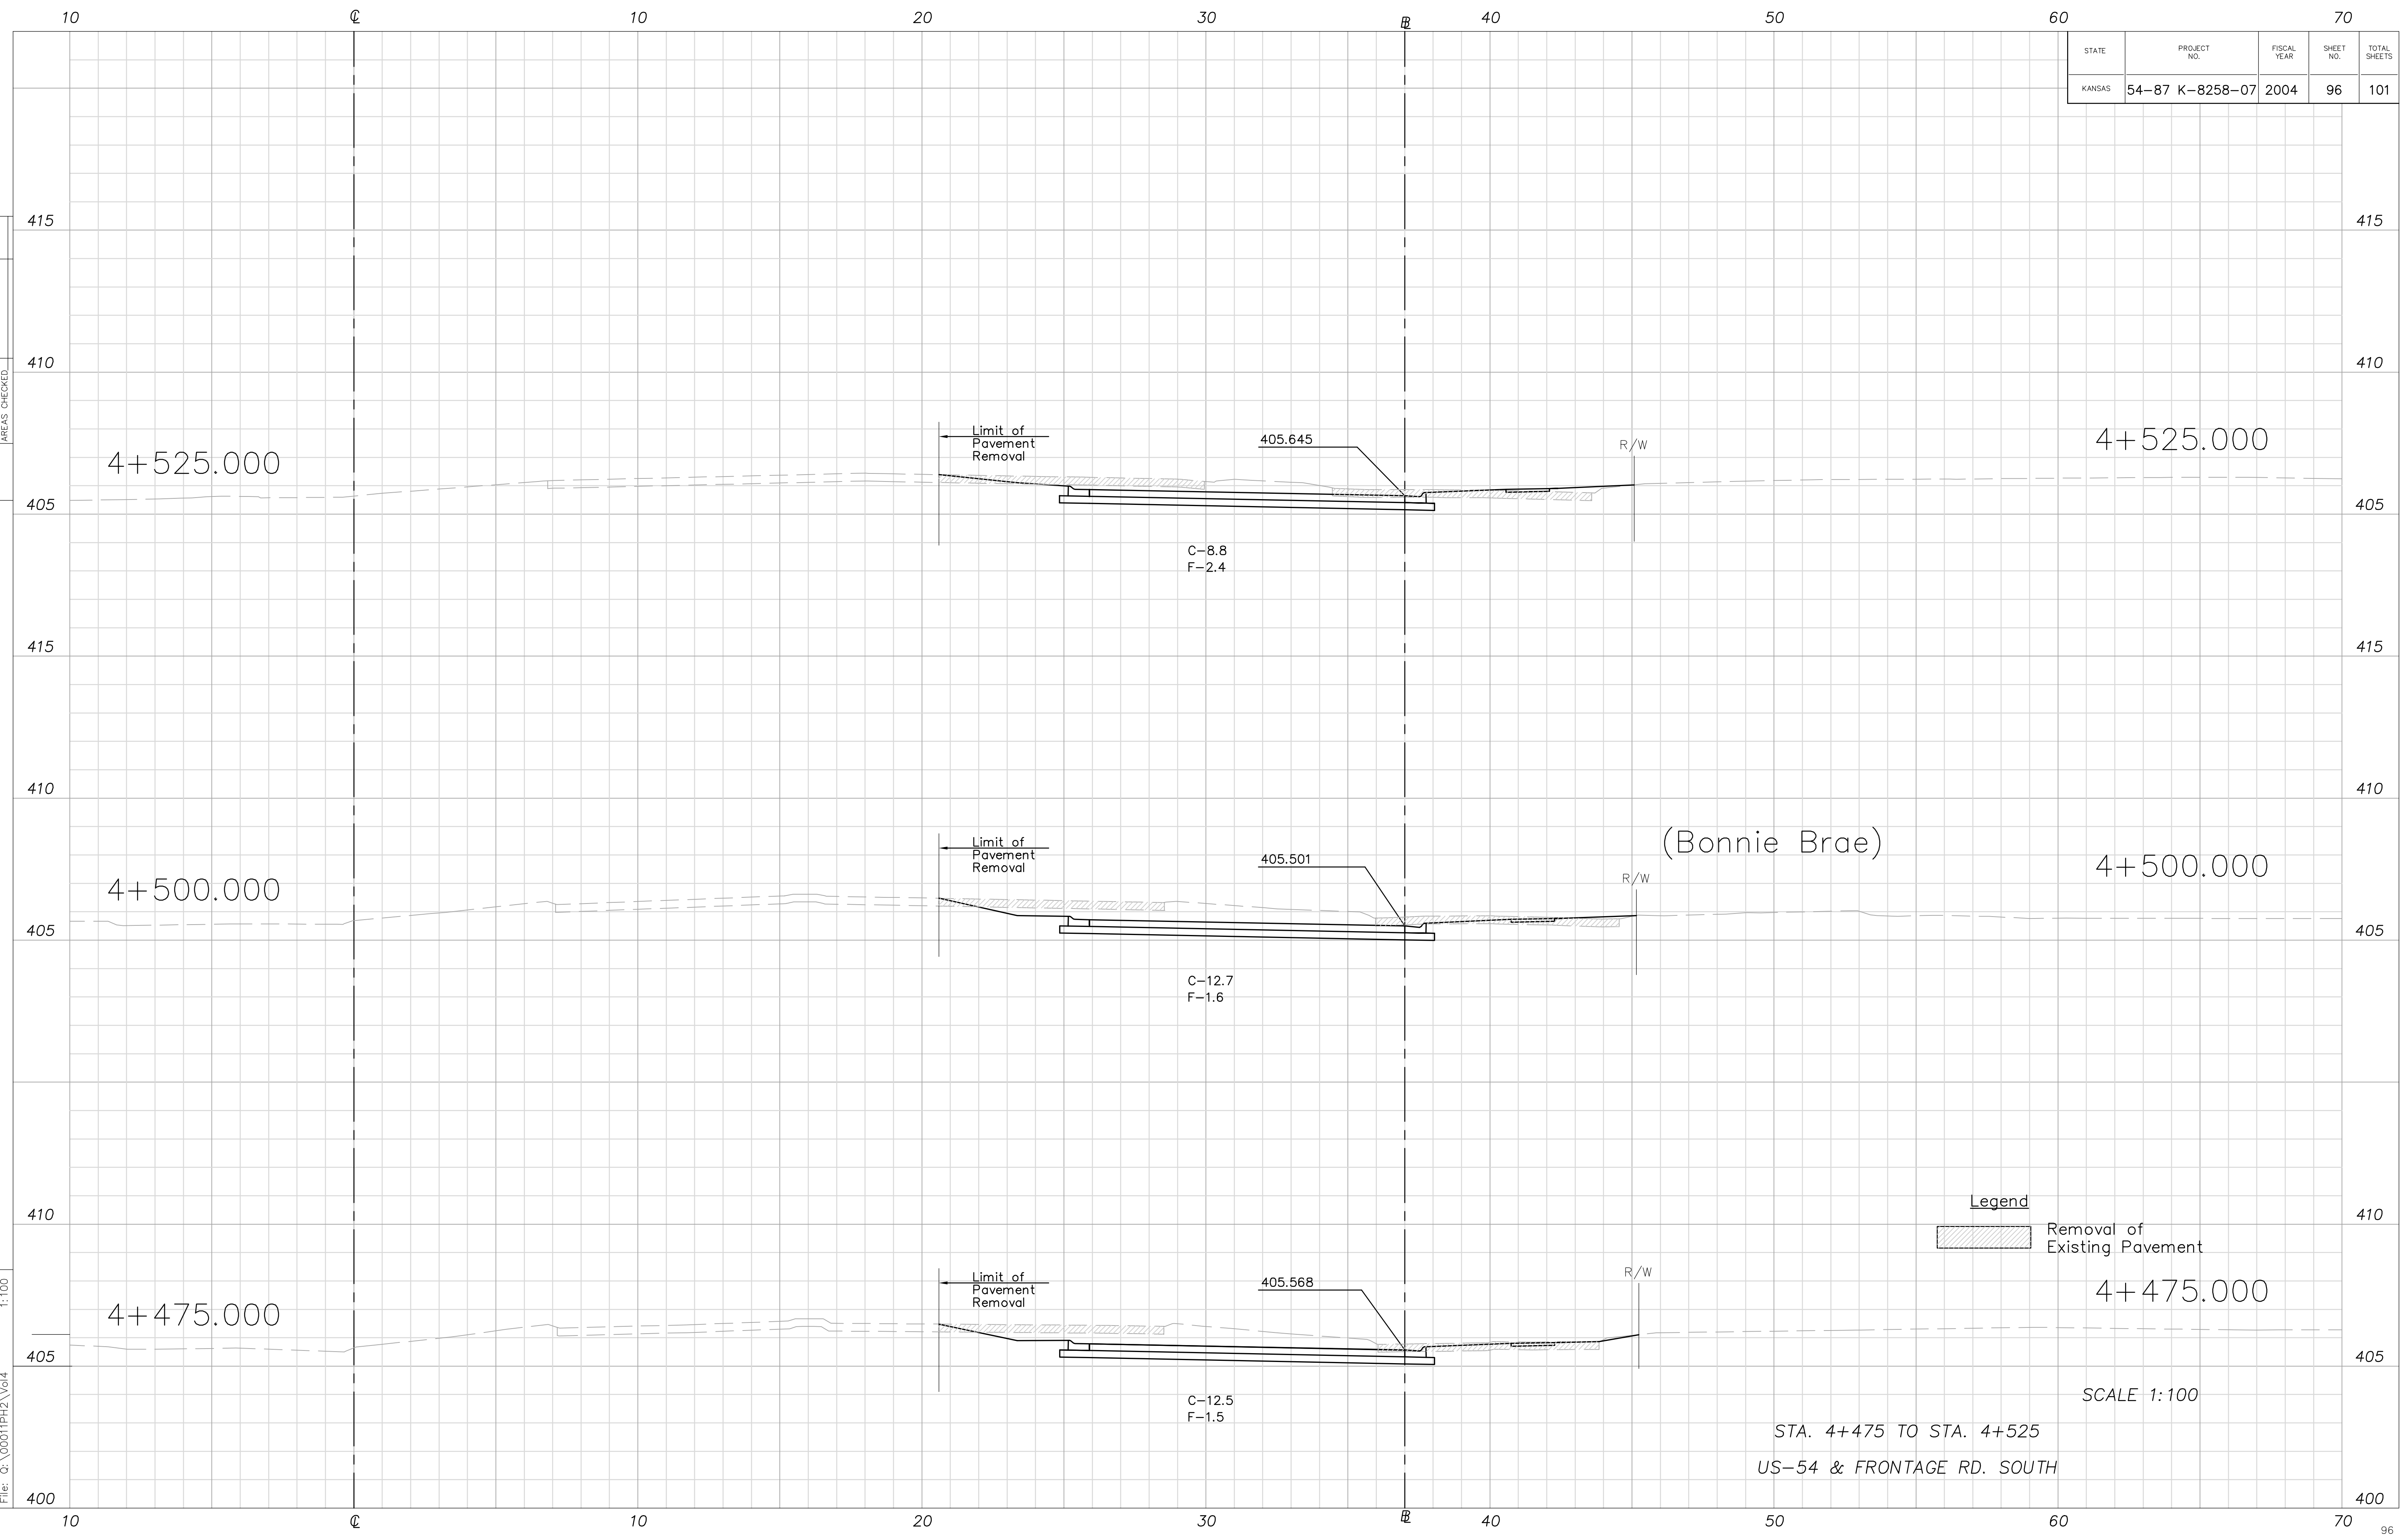 10 ℄ 10 20 30 BL 40 50 60 70
STATE PROJECT NO. FISCAL YEAR SHEET NO. TOTAL SHEETS
KANSAS 54-87 K-8258-07 2004 96 101
415 415
410 410
AREAS CHECKED
4+525.000
Limit of
Pavement
Removal
405.645
R/W
4+525.000
405 405
C-8.8
F-2.4
415 415
410 410
(Bonnie Brae)
4+500.000
Limit of
Pavement
Removal
405.501
R/W
4+500.000
405 405
C-12.7
F-1.6
410 410
Legend
Removal of
Existing Pavement
1:100
4+475.000
Limit of
Pavement
Removal
405.568
R/W
4+475.000
405 405
C-12.5
F-1.5
SCALE 1:100
STA. 4+475 TO STA. 4+525
US-54 & FRONTAGE RD. SOUTH
File: Q:\00011PH2\Vol4
400 400
10 ℄ 10 20 30 BL 40 50 60 70
96